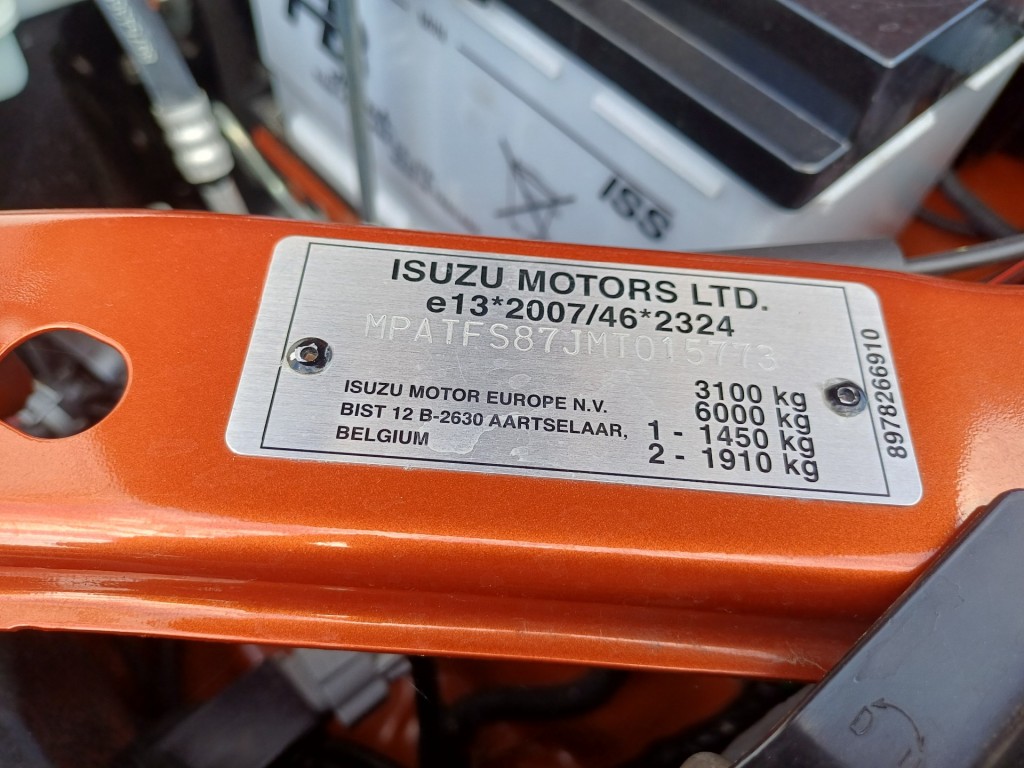 ISS
ISUZU MOTORS LTD.
e13*2007/46*2324
MPATFS87JMT015773
ISUZU MOTOR EUROPE N.V.
BIST 12 B-2630 AARTSELAAR,
BELGIUM
3100 kg
6000 kg
1 - 1450 kg
2 - 1910 kg
8978266910